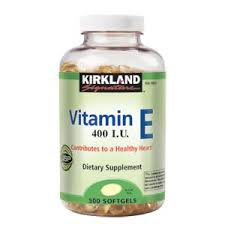 KIRKLAND
Signature
Vitamin E
400 I.U.
Contributes to a Healthy Heart
Dietary Supplement
500 SOFTGELS